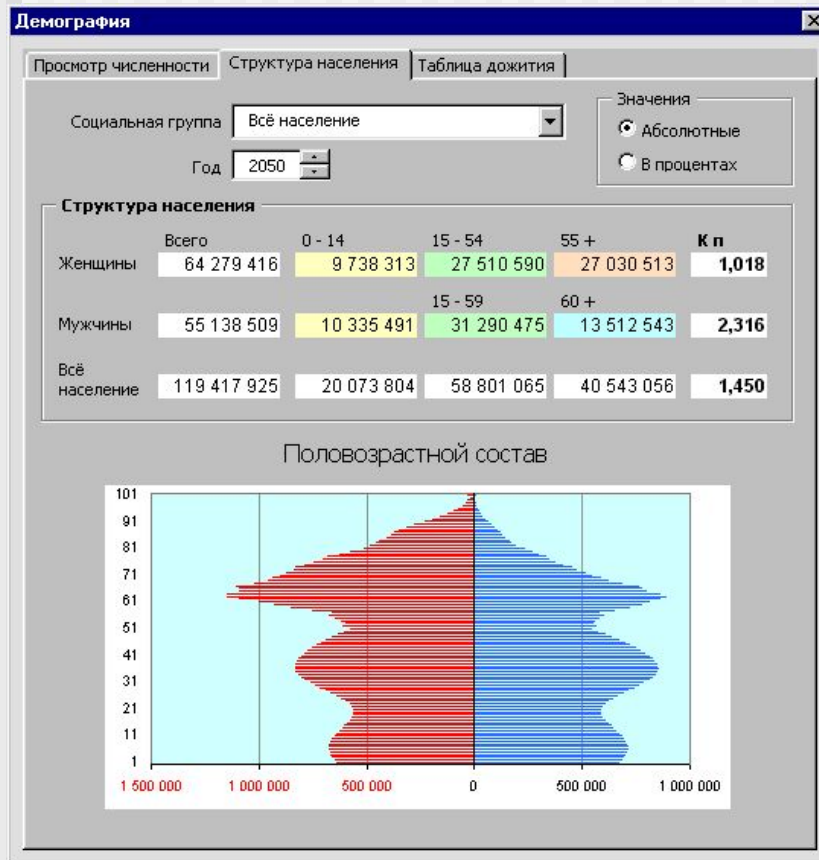 Демография
Просмотр численности Структура населения Таблица дожития
Социальная группа Всё население
Год 2050
Значения
Абсолютные
В процентах
Структура населения
Всего 0 - 14 15 - 54 55 + К п
Женщины 64 279 416 9 738 313 27 510 590 27 030 513 1,018
15 - 59 60 +
Мужчины 55 138 509 10 335 491 31 290 475 13 512 543 2,316
Всё
население 119 417 925 20 073 804 58 801 065 40 543 056 1,450
Половозрастной состав
101
91
81
71
61
51
41
31
21
11
1
1 500 000 1 000 000 500 000 0 500 000 1 000 000